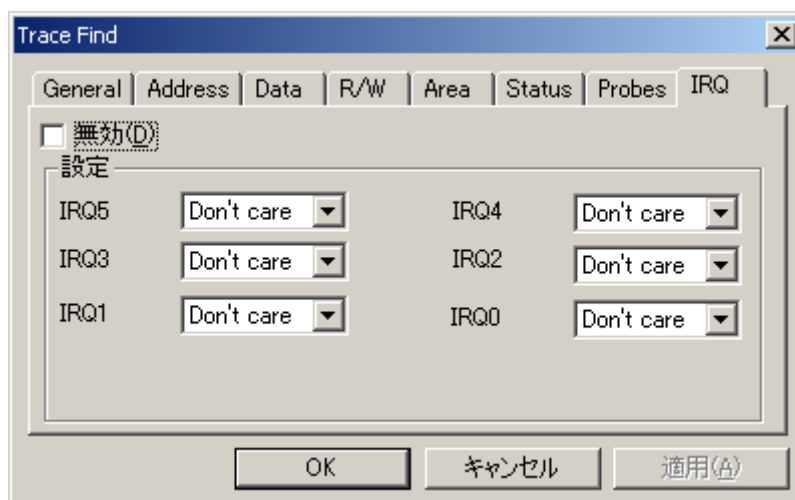 Trace Find
General Address Data R/W Area Status Probes IRQ
無効(D)
設定
IRQ5 Don't care IRQ4 Don't care
IRQ3 Don't care IRQ2 Don't care
IRQ1 Don't care IRQ0 Don't care
OK キャンセル 適用(A)